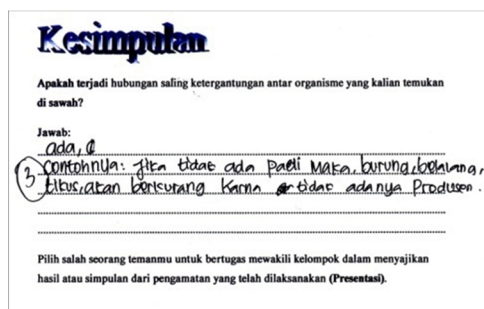 Kesimpulan
Apakah terjadi hubungan saling ketergantungan antar organisme yang kalian temukan
di sawah?
Jawab:
ada,
contohnya: Jika tidak ada Padi Maka, burung, belalang,
3 tikus, akan berkurang Karna tidak adanya Produsen.
Pilih salah seorang temanmu untuk bertugas mewakili kelompok dalam menyajikan
hasil atau simpulan dari pengamatan yang telah dilaksanakan (Presentasi).